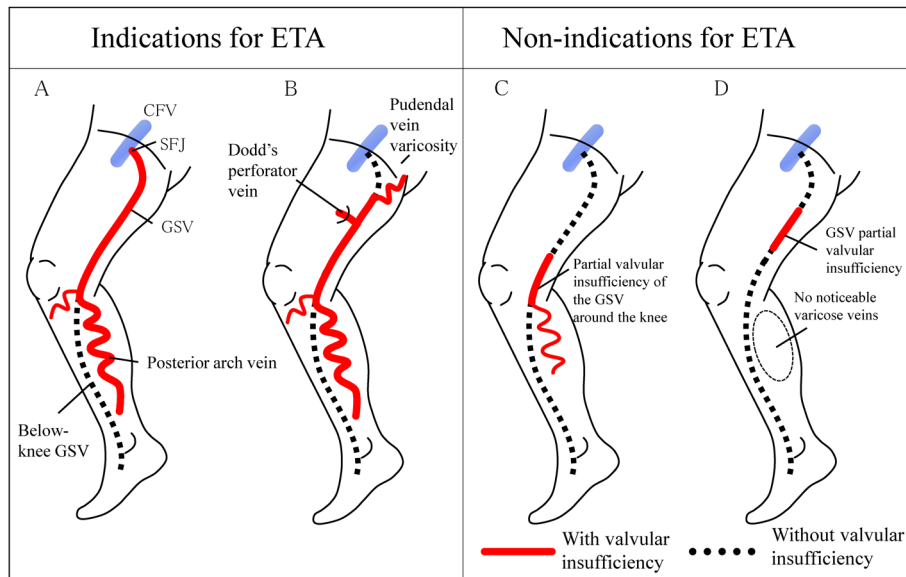 Indications for ETA
Non-indications for ETA
A
CFV
SFJ
GSV
Posterior arch vein
Below-
knee GSV
B
Pudendal
vein
varicosity
Dodd's
perforator
vein
C
Partial valvular
insufficiency of
the GSV
around the knee
D
GSV partial
valvular
insufficiency
No noticeable
varicose veins
With valvular
insufficiency
Without valvular
insufficiency